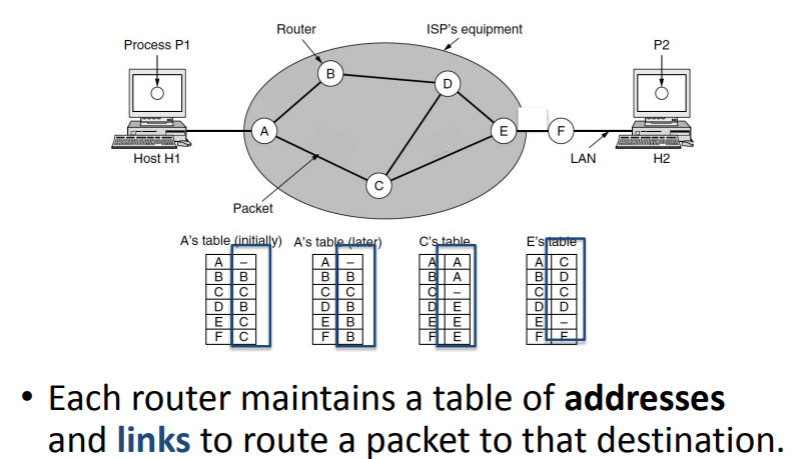 Router
ISP's equipment
Process P1
P2
B
D
A
E
F
C
Host H1
LAN
H2
Packet
A's table (initially)
A's table (later)
C's table
E's table
A – A – A A A C
B B B B B A B D
C C C C C – C C
D B D B D E D D
E C E B E E E –
F C F B F E F F
• Each router maintains a table of addresses
and links to route a packet to that destination.